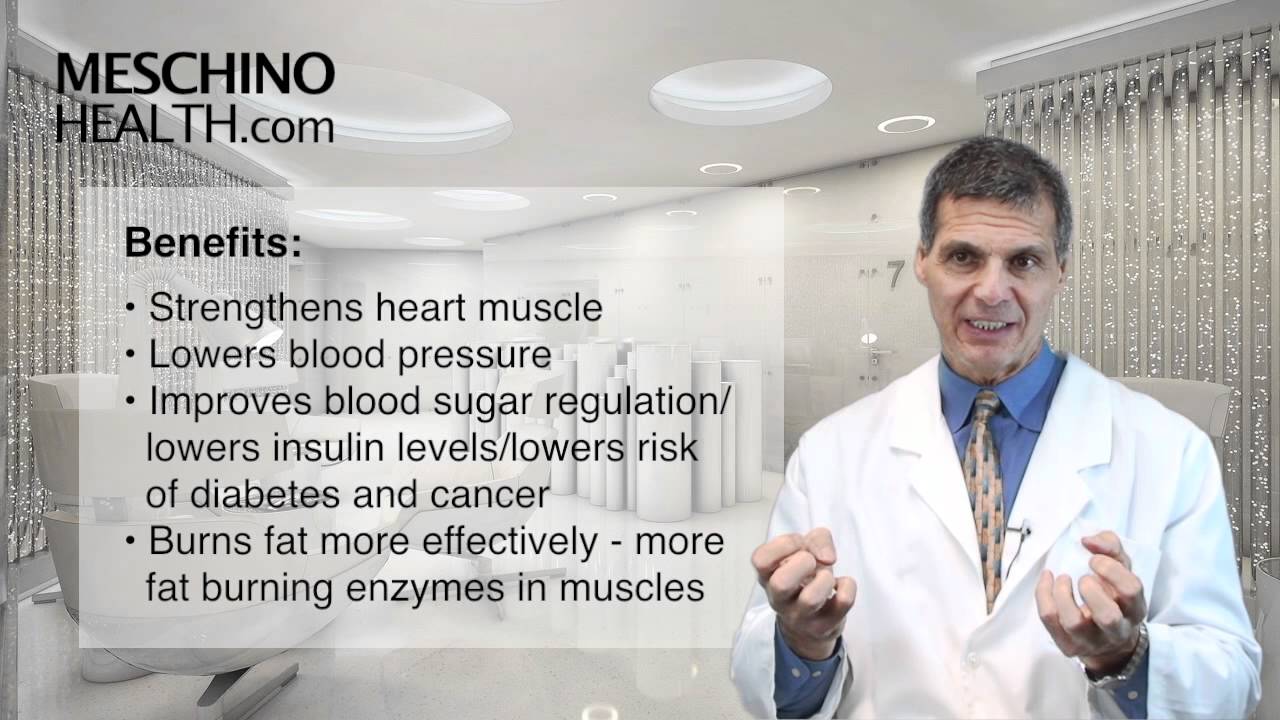 MESCHINO
HEALTH.com
Benefits:
• Strengthens heart muscle
• Lowers blood pressure
• Improves blood sugar regulation/
lowers insulin levels/lowers risk
of diabetes and cancer
• Burns fat more effectively - more
fat burning enzymes in muscles
7